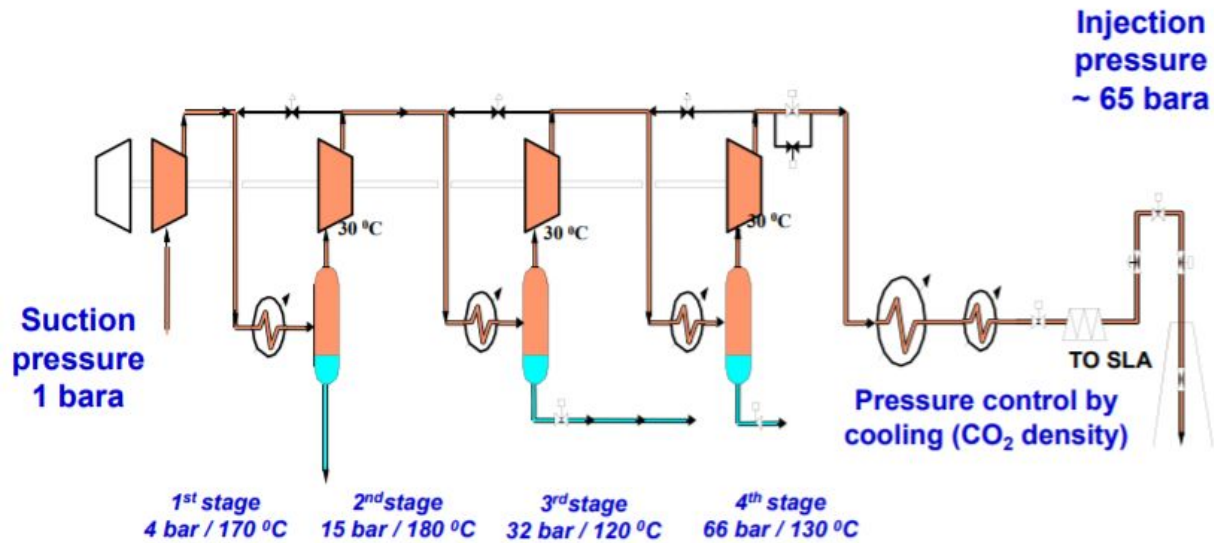 Injection
pressure
~ 65 bara
30 ⁰C
30 ⁰C
30 ⁰C
Suction
pressure
1 bara
TO SLA
Pressure control by
cooling (CO₂ density)
1ˢᵗ stage
4 bar / 170 ⁰C
2ⁿᵈ stage
15 bar / 180 ⁰C
3ʳᵈ stage
32 bar / 120 ⁰C
4ᵗʰ stage
66 bar / 130 ⁰C